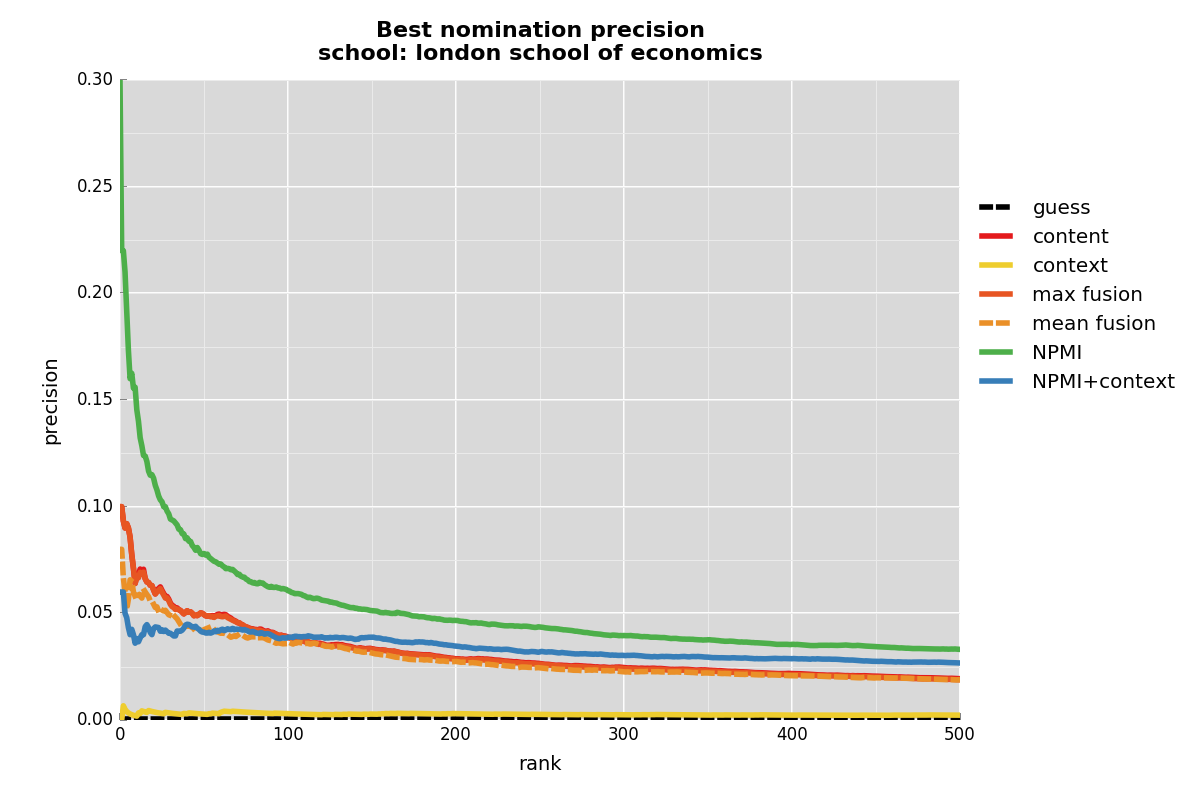 Best nomination precision
school: london school of economics
0.30
0.25
0.20
0.15
0.10
0.05
0.00
precision
0
100
200
300
400
500
rank
guess
content
context
max fusion
mean fusion
NPMI
NPMI+context